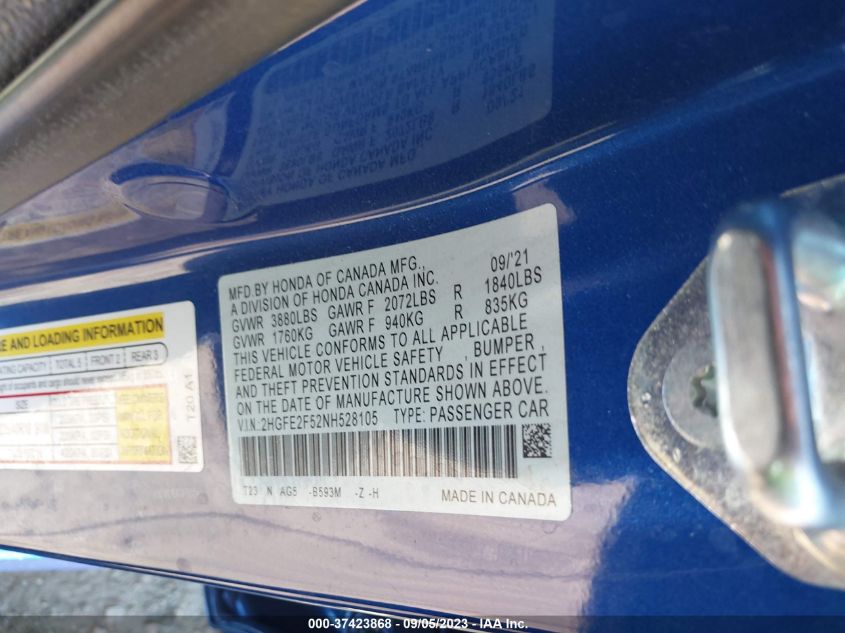 MFD BY HONDA OF CANADA MFG. 09/'21
A DIVISION OF HONDA CANADA INC.
GVWR 3880LBS GAWR F 2072LBS R 1840LBS
GVWR 1760KG GAWR F 940KG R 835KG
THIS VEHICLE CONFORMS TO ALL APPLICABLE
FEDERAL MOTOR VEHICLE SAFETY , BUMPER ,
AND THEFT PREVENTION STANDARDS IN EFFECT
ON THE DATE OF MANUFACTURE SHOWN ABOVE.
V.I.N: 2HGFE2F52NH528105 TYPE: PASSENGER CAR
1
T23 N AG5 -B593M -Z -H MADE IN CANADA
E AND LOADING INFORMATION
TOTAL 5 FRONT 2 REAR 3
SIZE
T20 A1
000-37423868 - 09/05/2023 - IAA Inc.